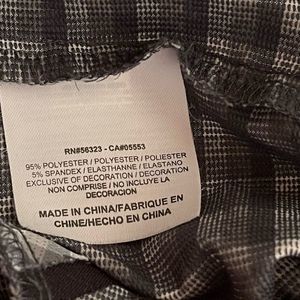 RN#56323 - CA#05553
95% POLYESTER / POLYESTER / POLIESTER
5% SPANDEX / ELASTHANNE / ELASTANO
EXCLUSIVE OF DECORATION / DECORATION
NON COMPRISE / NO INCLUYE LA
DECORACION
MADE IN CHINA/FABRIQUE EN
CHINE/HECHO EN CHINA